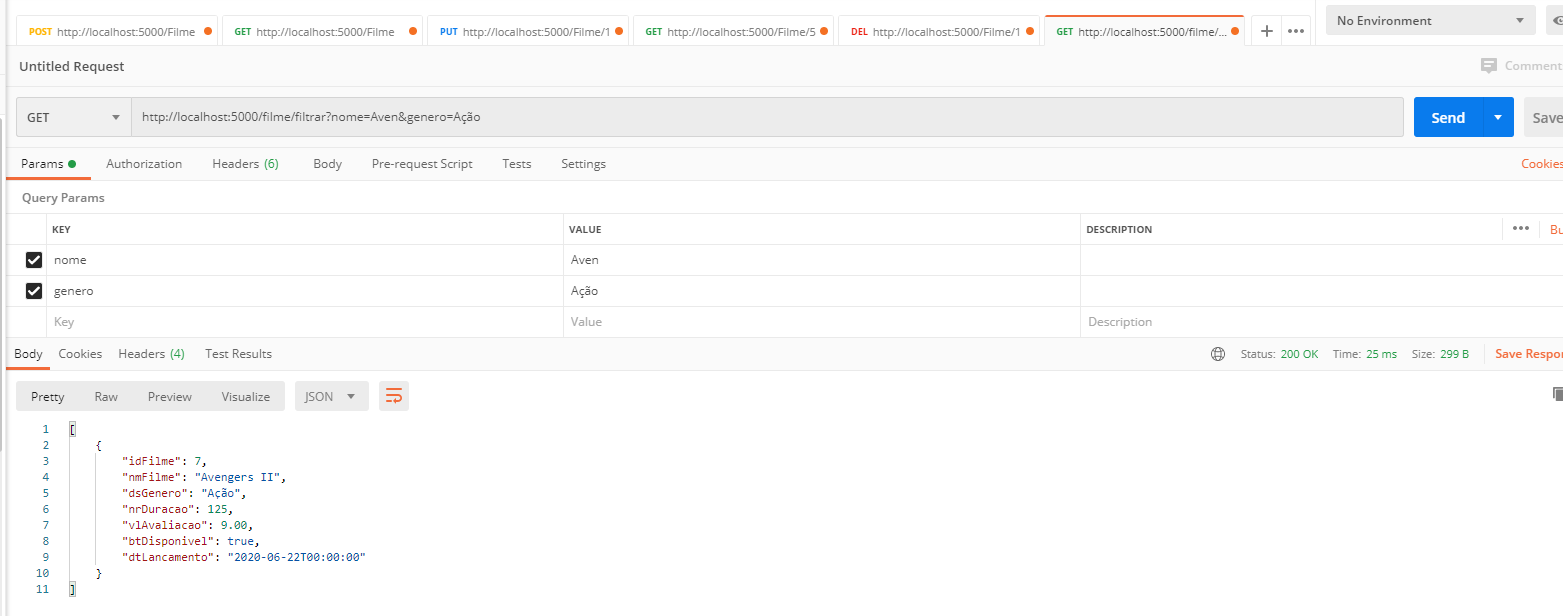 POST http://localhost:5000/Filme GET http://localhost:5000/Filme PUT http://localhost:5000/Filme/1 GET http://localhost:5000/Filme/5 DEL http://localhost:5000/Filme/1 GET http://localhost:5000/filme/... + ••• No Environment
Untitled Request Comment
GET http://localhost:5000/filme/filtrar?nome=Aven&genero=Ação Send Save
Params Authorization Headers (6) Body Pre-request Script Tests Settings Cookies
Query Params
KEY VALUE DESCRIPTION ••• Bu
nome Aven
genero Ação
Key Value Description
Body Cookies Headers (4) Test Results Status: 200 OK Time: 25 ms Size: 299 B Save Respon
Pretty Raw Preview Visualize JSON
1 [
2 {
3 "idFilme": 7,
4 "nmFilme": "Avengers II",
5 "dsGenero": "Ação",
6 "nrDuracao": 125,
7 "vlAvaliacao": 9.00,
8 "btDisponivel": true,
9 "dtLancamento": "2020-06-22T00:00:00"
10 }
11 ]